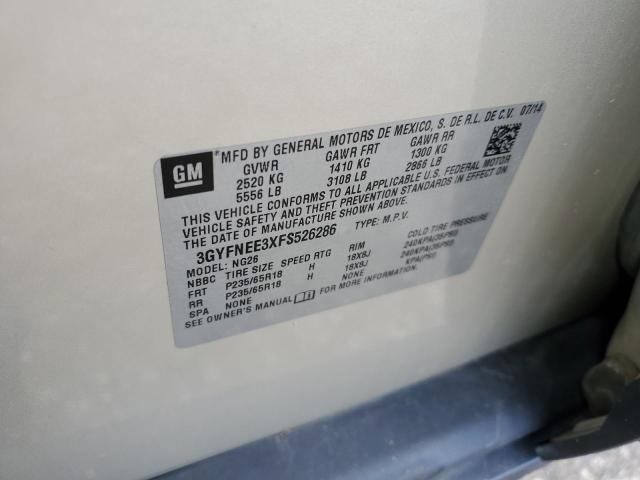 GM
MFD BY GENERAL MOTORS DE MEXICO, S. DE R.L. DE C.V. 07/14
GVWR GAWR FRT GAWR RR
2520 KG 1410 KG 1300 KG
5556 LB 3108 LB 2866 LB
THIS VEHICLE CONFORMS TO ALL APPLICABLE U.S. FEDERAL MOTOR
VEHICLE SAFETY AND THEFT PREVENTION STANDARDS IN EFFECT ON
THE DATE OF MANUFACTURE SHOWN ABOVE.
3GYFNEE3XFS526286 TYPE: M.P.V.
MODEL: NG26
NBBC TIRE SIZE SPEED RTG RIM COLD TIRE PRESSURE
FRT P235/65R18 H 18X8J 240KPA(35PSI)
RR P235/65R18 H 18X8J 240KPA(35PSI)
SPA NONE NONE KPA(PSI)
SEE OWNER'S MANUAL FOR MORE INFORMATION.